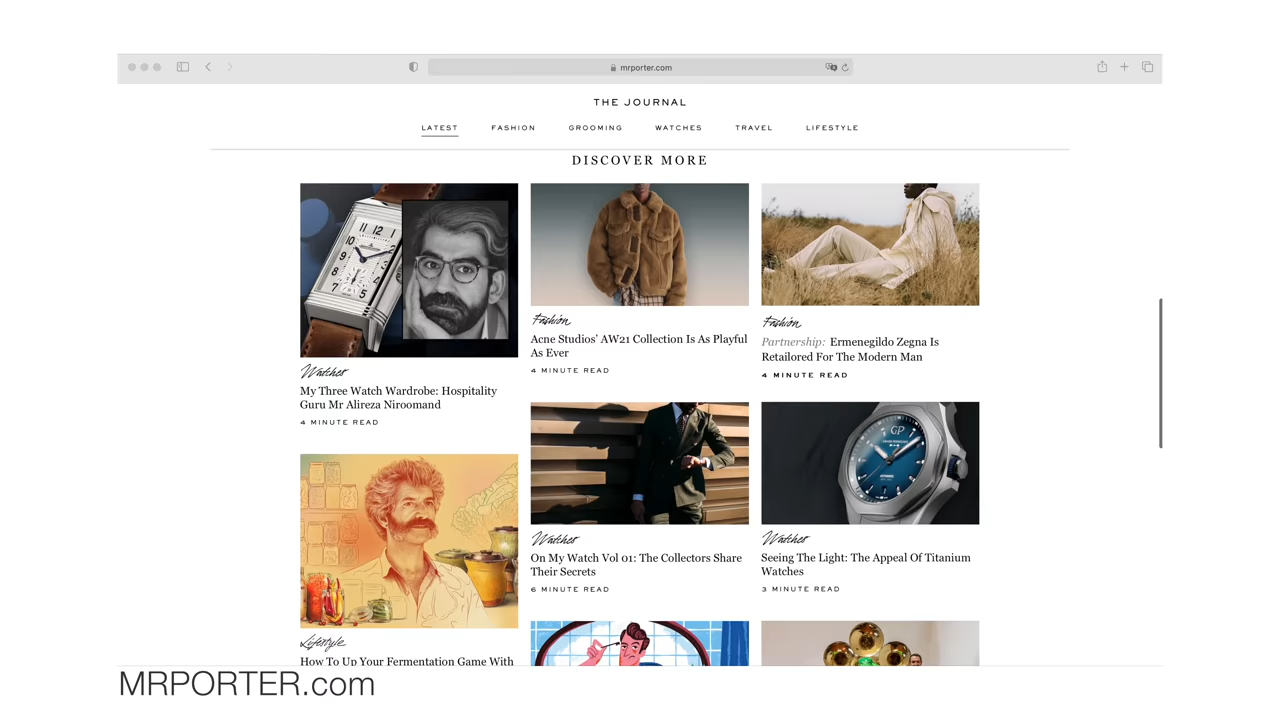 mrporter.com
THE JOURNAL
LATEST FASHION GROOMING WATCHES TRAVEL LIFESTYLE
DISCOVER MORE
Watches
My Three Watch Wardrobe: Hospitality
Guru Mr Alireza Niroomand
4 MINUTE READ
Fashion
Acne Studios' AW21 Collection Is As Playful
As Ever
4 MINUTE READ
Fashion
Partnership: Ermenegildo Zegna Is
Retailored For The Modern Man
4 MINUTE READ
Lifestyle
How To Up Your Fermentation Game With
Watches
On My Watch Vol 01: The Collectors Share
Their Secrets
6 MINUTE READ
GP
Watches
Seeing The Light: The Appeal Of Titanium
Watches
3 MINUTE READ
MRPORTER.com